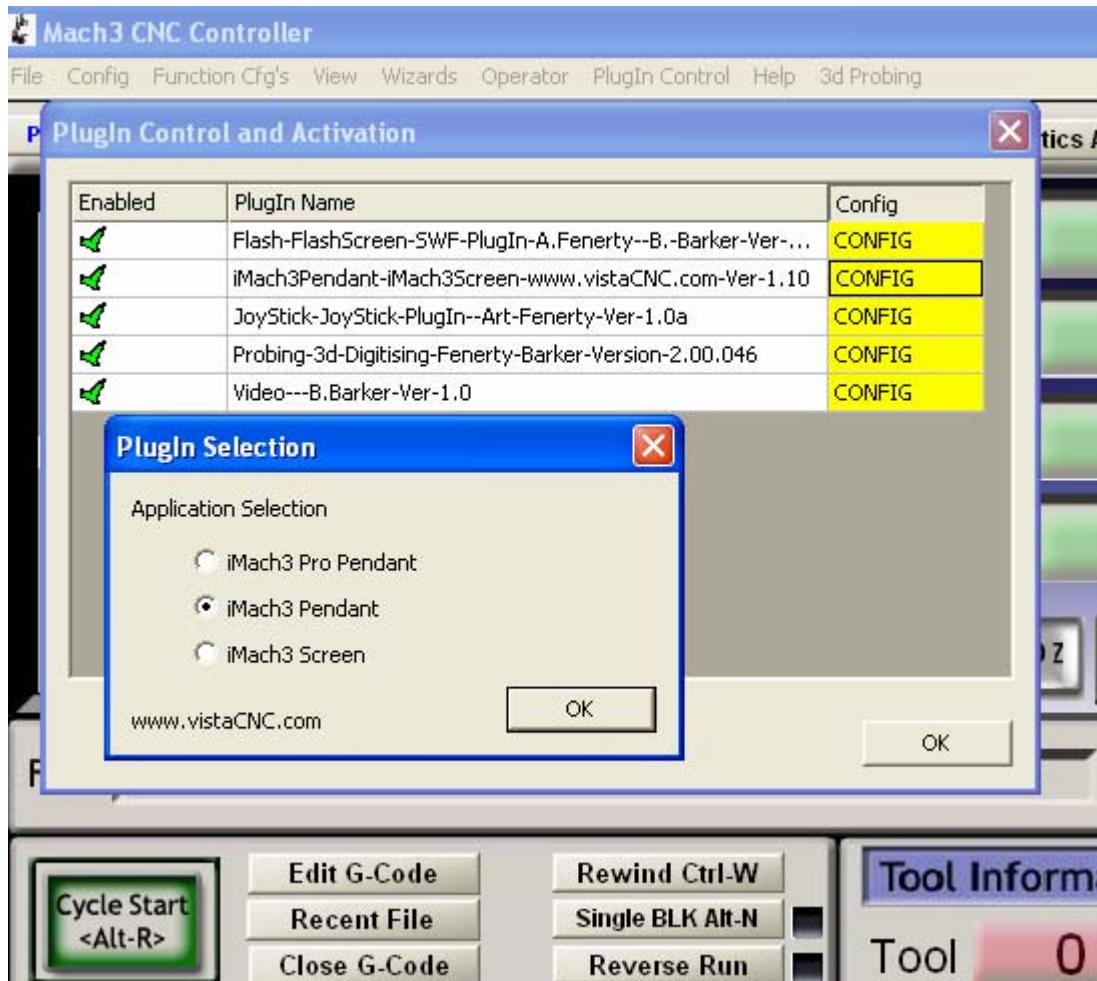 Mach3 CNC Controller
File Config Function Cfg's View Wizards Operator PlugIn Control Help 3d Probing
PlugIn Control and Activation
Enabled PlugIn Name Config
Flash-FlashScreen-SWF-PlugIn-A.Fenerty--B.-Barker-Ver-... CONFIG
iMach3Pendant-iMach3Screen-www.vistaCNC.com-Ver-1.10 CONFIG
JoyStick-JoyStick-PlugIn--Art-Fenerty-Ver-1.0a CONFIG
Probing-3d-Digitising-Fenerty-Barker-Version-2.00.046 CONFIG
Video---B.Barker-Ver-1.0 CONFIG
PlugIn Selection
Application Selection
iMach3 Pro Pendant
iMach3 Pendant
iMach3 Screen
www.vistaCNC.com
OK
OK
Z
Cycle Start
<Alt-R>
Edit G-Code
Recent File
Close G-Code
Rewind Ctrl-W
Single BLK Alt-N
Reverse Run
Tool Informa
Tool 0